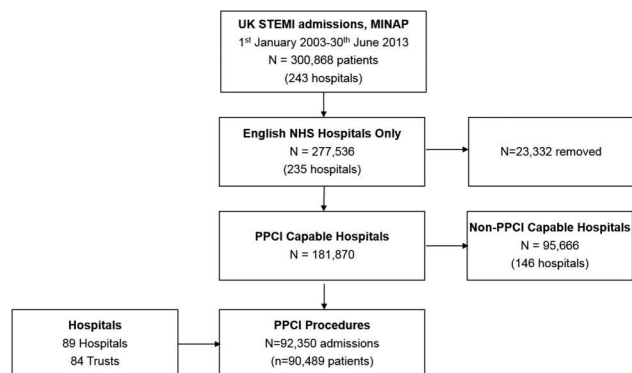 UK STEMI admissions, MINAP
1st January 2003-30th June 2013
N = 300,868 patients
(243 hospitals)
English NHS Hospitals Only
N = 277,536
(235 hospitals)
N=23,332 removed
PPCI Capable Hospitals
N = 181,870
Non-PPCI Capable Hospitals
N = 95,666
(146 hospitals)
Hospitals
89 Hospitals
84 Trusts
PPCI Procedures
N=92,350 admissions
(n=90,489 patients)